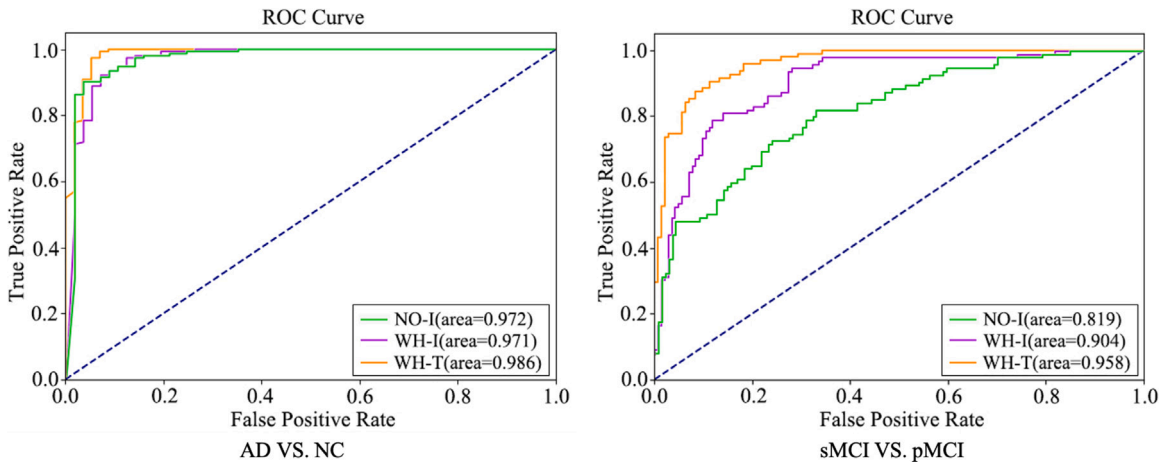 ROC Curve
True Positive Rate
1.0
0.8
0.6
0.4
0.2
0.0
NO-I(area=0.972)
WH-I(area=0.971)
WH-T(area=0.986)
0.0 0.2 0.4 0.6 0.8 1.0
False Positive Rate
AD VS. NC
ROC Curve
True Positive Rate
1.0
0.8
0.6
0.4
0.2
0.0
NO-I(area=0.819)
WH-I(area=0.904)
WH-T(area=0.958)
0.0 0.2 0.4 0.6 0.8 1.0
False Positive Rate
sMCI VS. pMCI